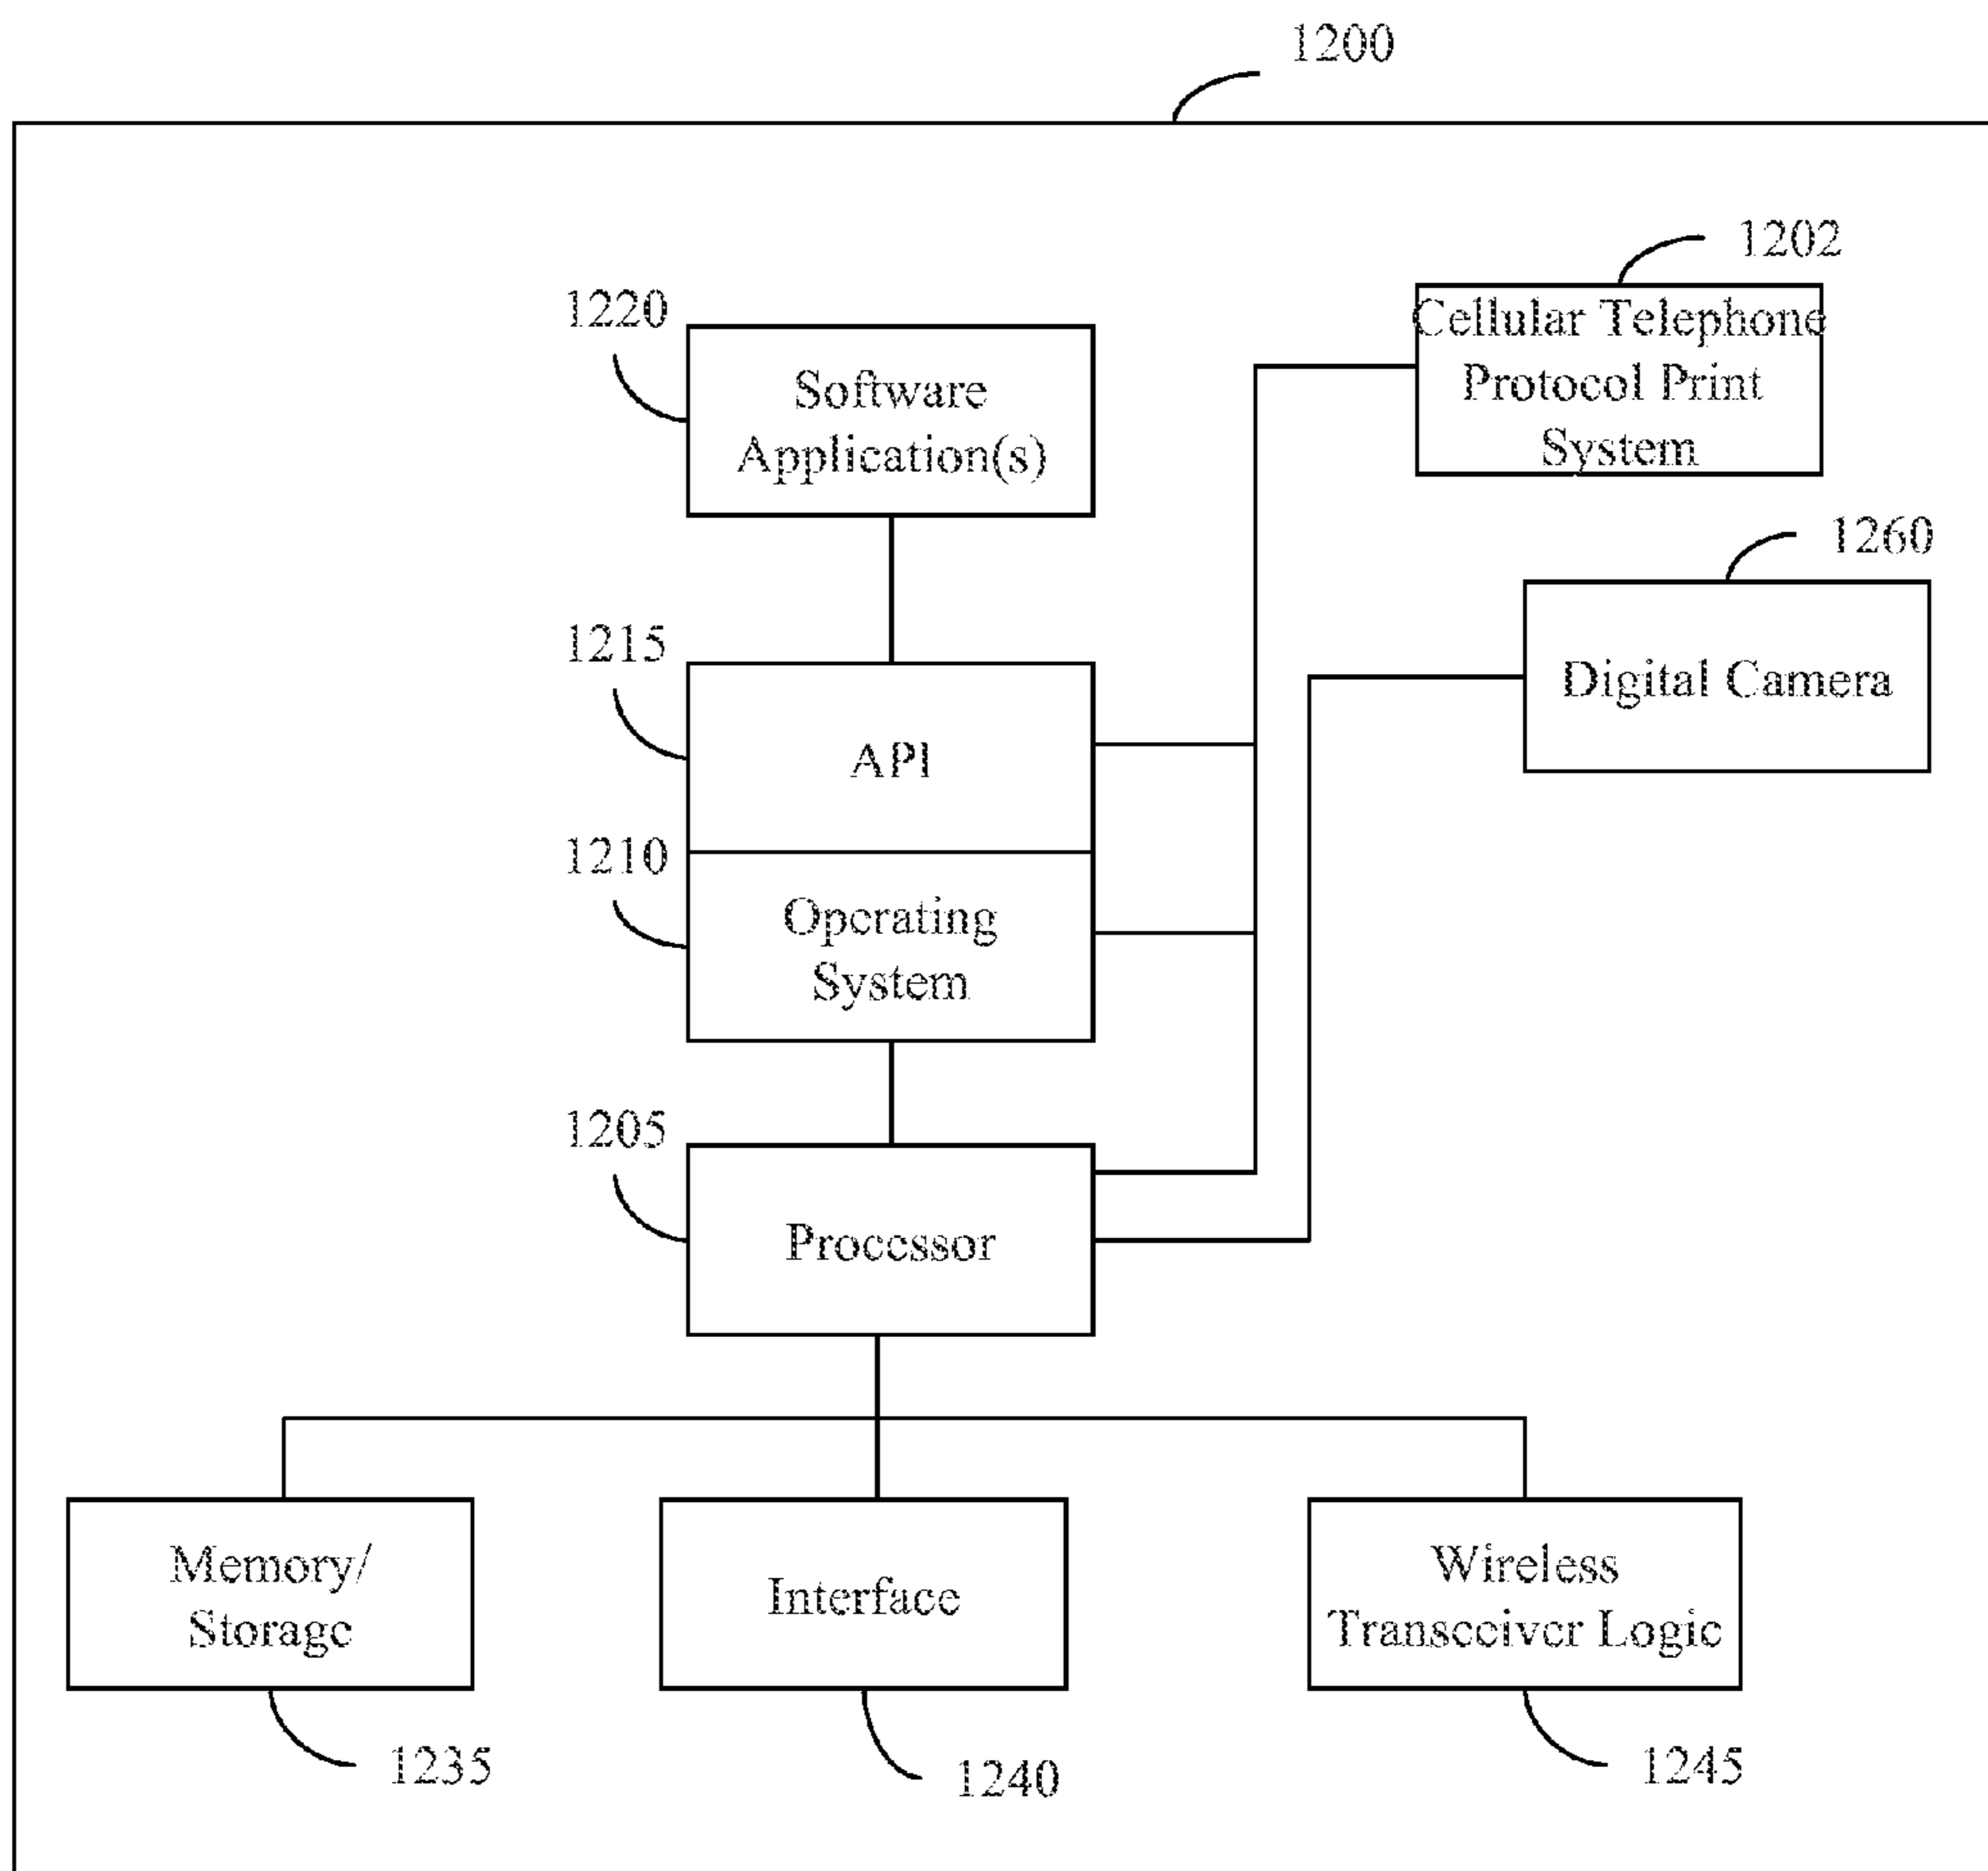 1200
1202
1220
Cellular Telephone
Protocol Print
System
Software
Application(s)
1260
1215
Digital Camera
API
1210
Operating
System
1205
Processor
Memory/
Storage
Interface
Wireless
Transceiver Logic
1235
1240
1245